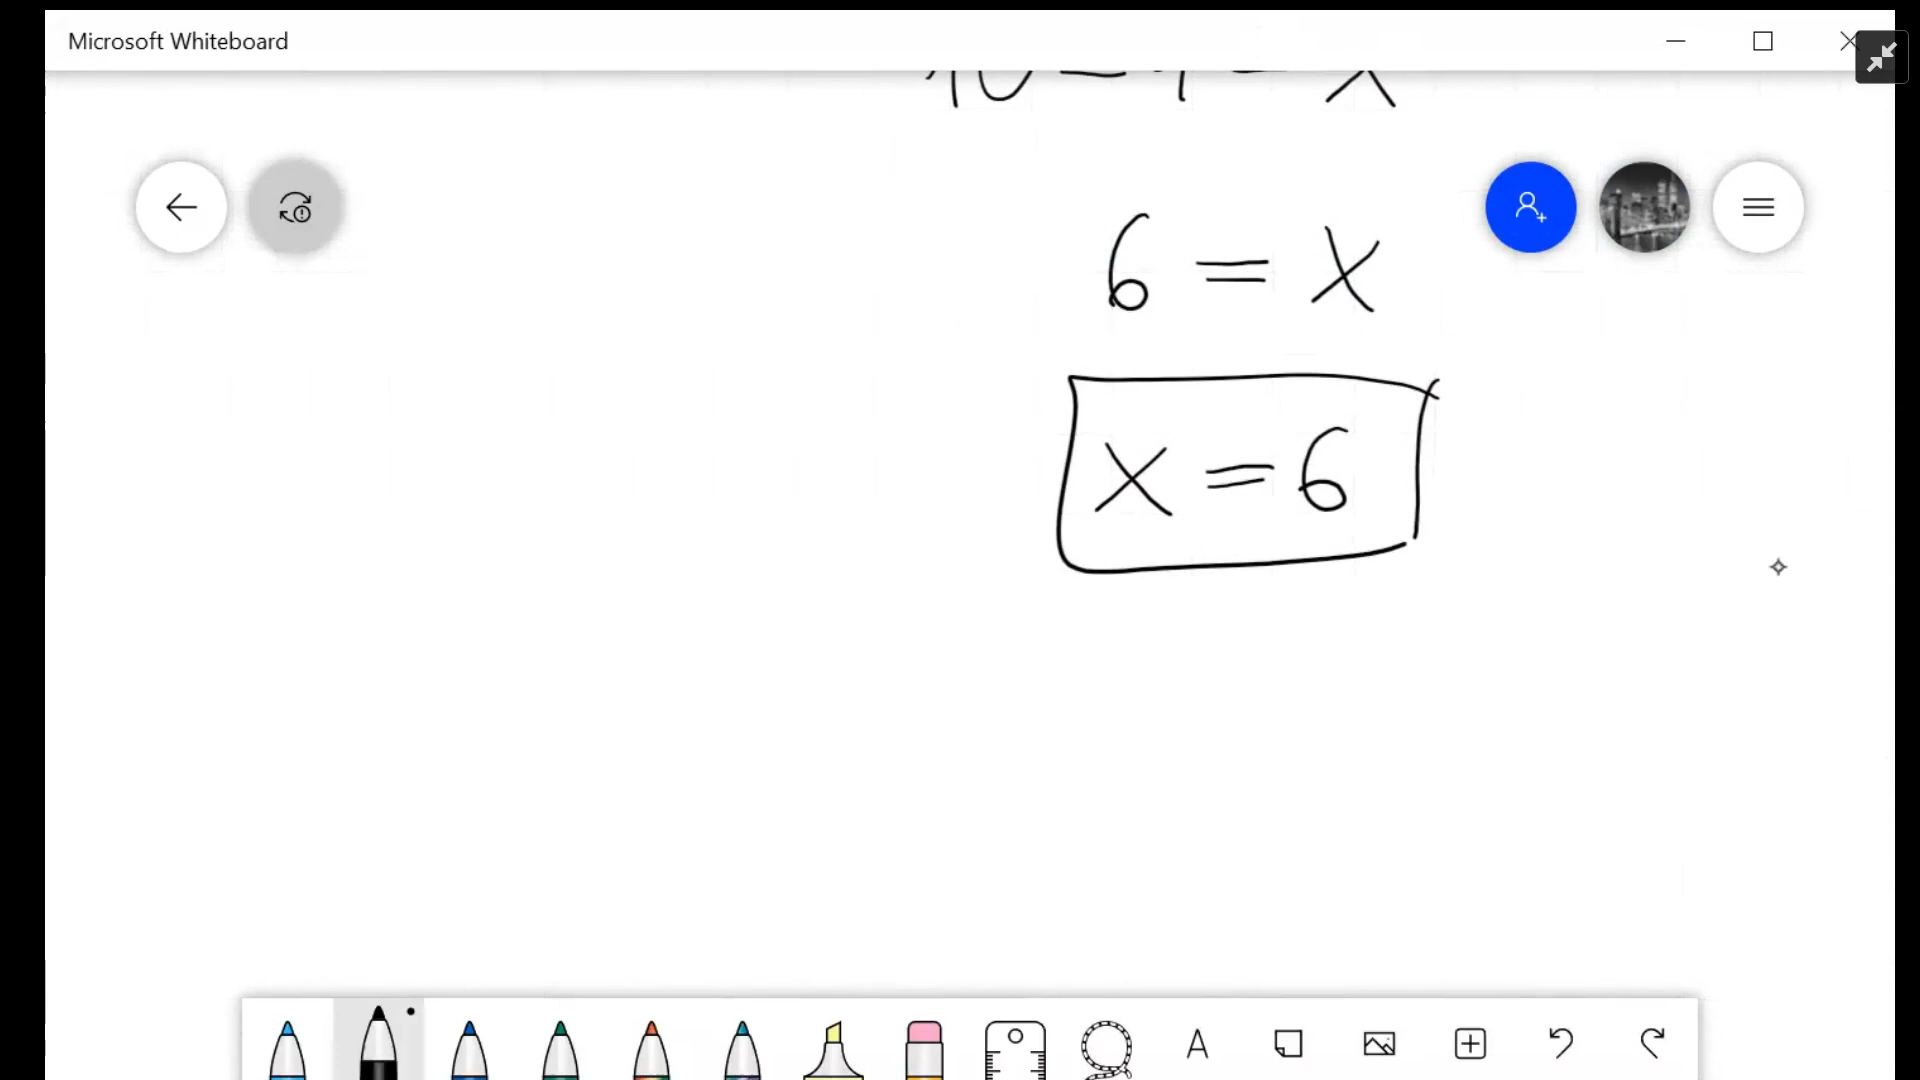 Microsoft Whiteboard
6 = x
x = 6
A